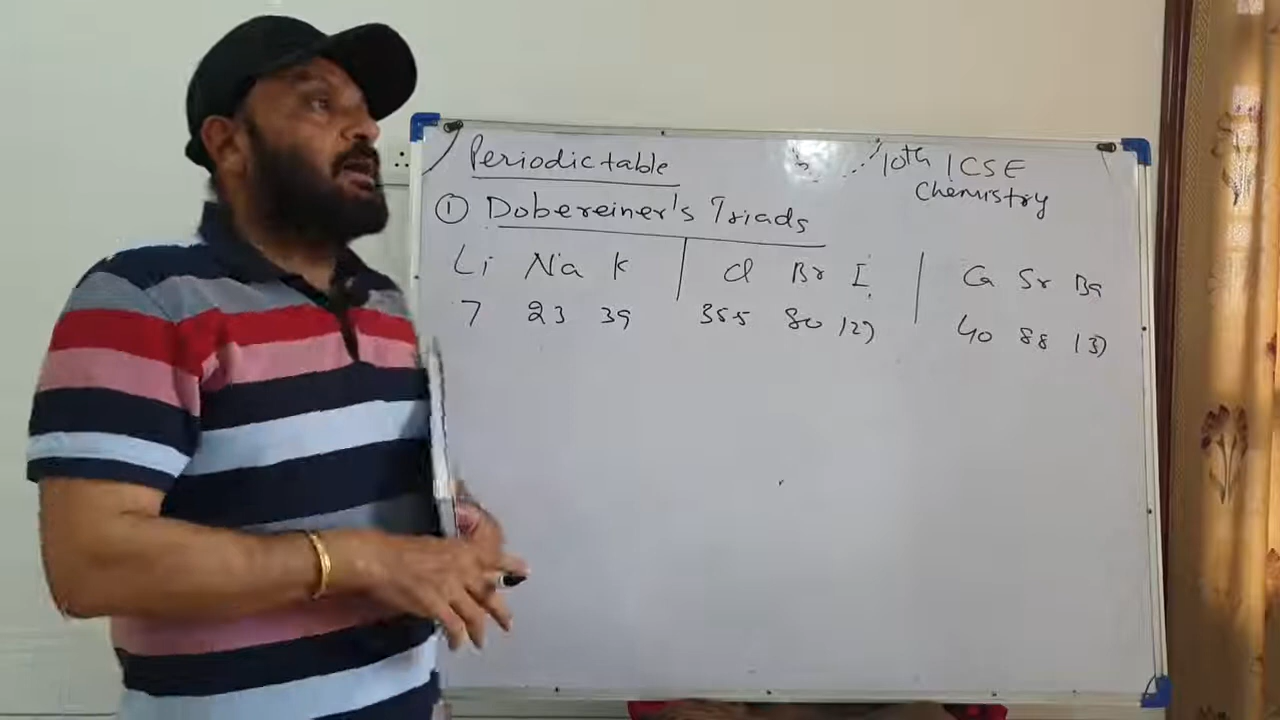 Periodic table
10th ICSE
Chemistry
① Dobereiner's Triads
Li Na K | Cl Br I | Ca Sr Ba
7 23 39 35.5 80 127 40 88 137